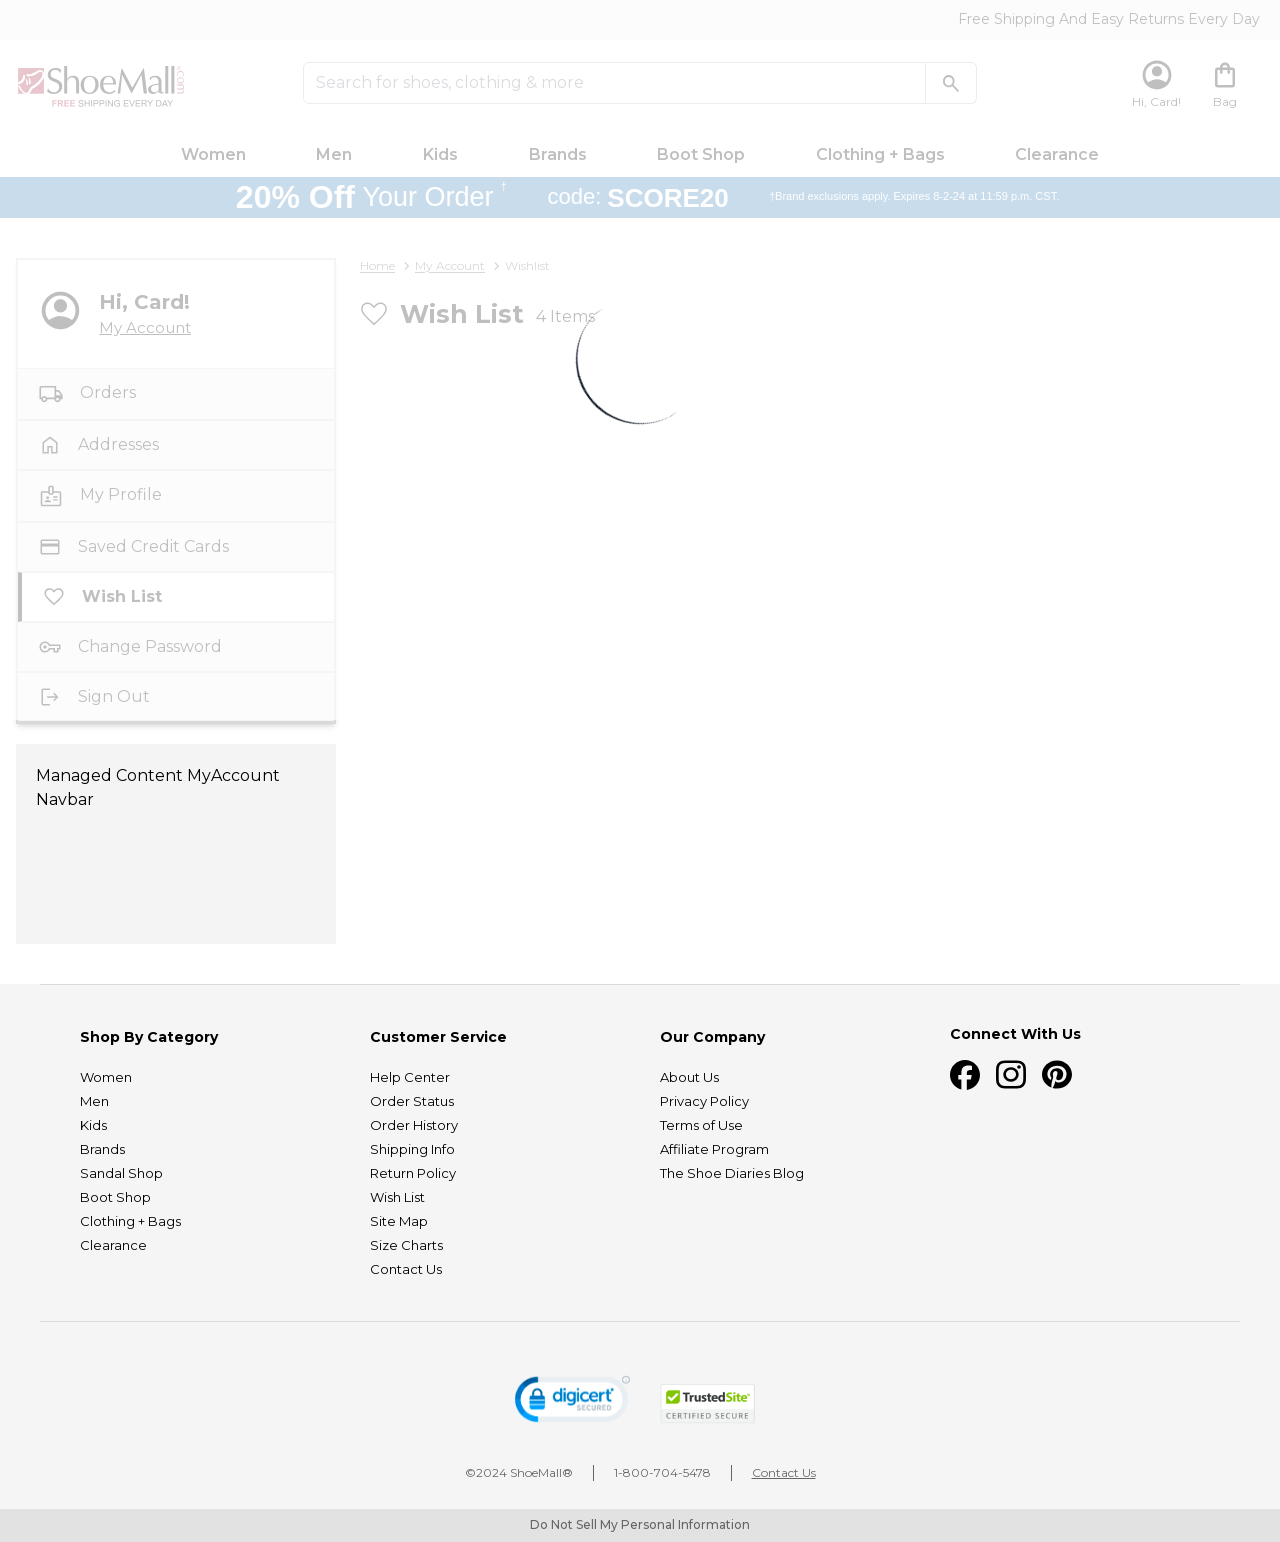 Free Shipping And Easy Returns Every Day
ShoeMall.com
FREE SHIPPING EVERY DAY
Search for shoes, clothing & more
Hi, Card!
Bag
Women Men Kids Brands Boot Shop Clothing + Bags Clearance
20% Off Your Order † code: SCORE20 †Brand exclusions apply. Expires 8-2-24 at 11:59 p.m. CST.
Home > My Account > Wishlist
Hi, Card!
My Account
Orders
Addresses
My Profile
Saved Credit Cards
Wish List
Change Password
Sign Out
Managed Content MyAccount
Navbar
Wish List 4 Items
Shop By Category
Women
Men
Kids
Brands
Sandal Shop
Boot Shop
Clothing + Bags
Clearance
Customer Service
Help Center
Order Status
Order History
Shipping Info
Return Policy
Wish List
Site Map
Size Charts
Contact Us
Our Company
About Us
Privacy Policy
Terms of Use
Affiliate Program
The Shoe Diaries Blog
Connect With Us
digicert
SECURED
TrustedSite
CERTIFIED SECURE
©2024 ShoeMall® | 1-800-704-5478 | Contact Us
Do Not Sell My Personal Information